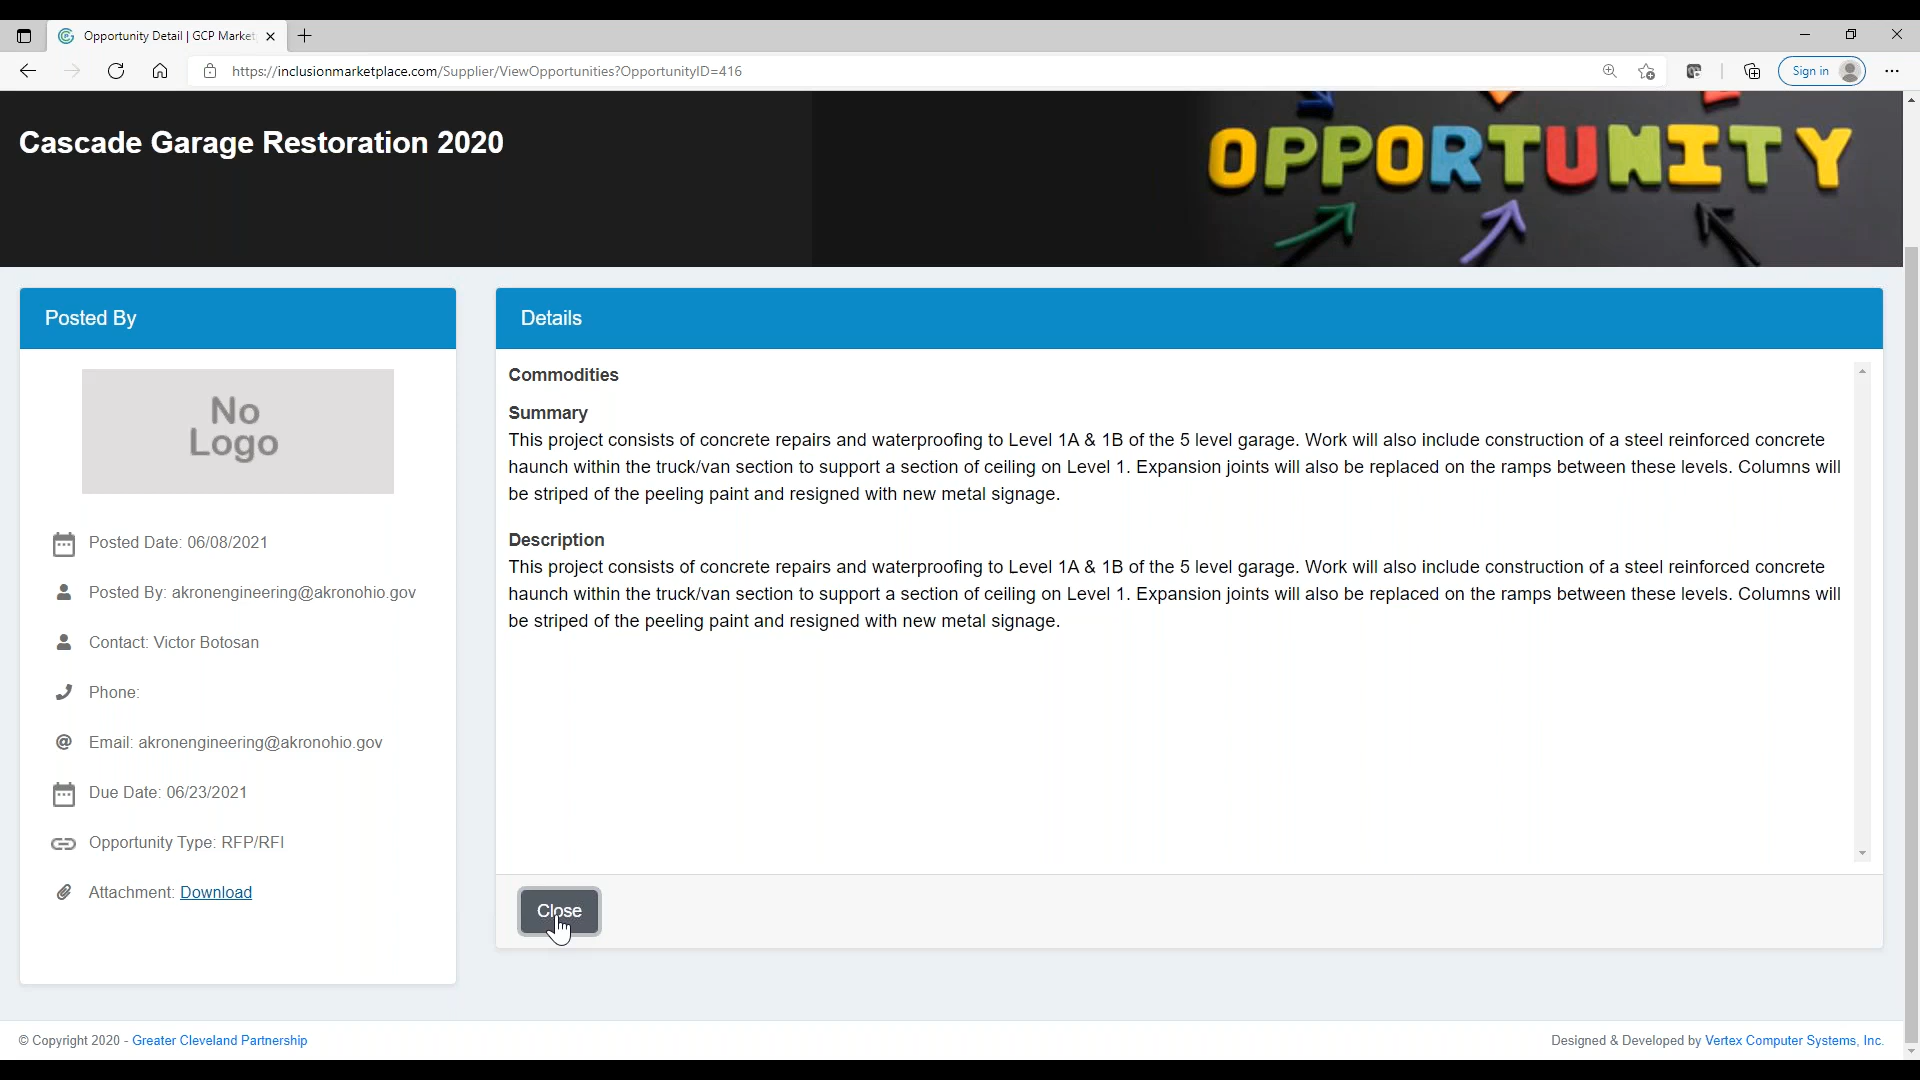 Opportunity Detail | GCP Market
https://inclusionmarketplace.com/Supplier/ViewOpportunities?OpportunityID=416
Sign in
Cascade Garage Restoration 2020
OPPORTUNITY
Posted By
No
Logo
Posted Date: 06/08/2021
Posted By: akronengineering@akronohio.gov
Contact: Victor Botosan
Phone:
Email: akronengineering@akronohio.gov
Due Date: 06/23/2021
Opportunity Type: RFP/RFI
Attachment: Download
Details
Commodities
Summary
This project consists of concrete repairs and waterproofing to Level 1A & 1B of the 5 level garage. Work will also include construction of a steel reinforced concrete
haunch within the truck/van section to support a section of ceiling on Level 1. Expansion joints will also be replaced on the ramps between these levels. Columns will
be striped of the peeling paint and resigned with new metal signage.
Description
This project consists of concrete repairs and waterproofing to Level 1A & 1B of the 5 level garage. Work will also include construction of a steel reinforced concrete
haunch within the truck/van section to support a section of ceiling on Level 1. Expansion joints will also be replaced on the ramps between these levels. Columns will
be striped of the peeling paint and resigned with new metal signage.
Close
© Copyright 2020 - Greater Cleveland Partnership
Designed & Developed by Vertex Computer Systems, Inc.